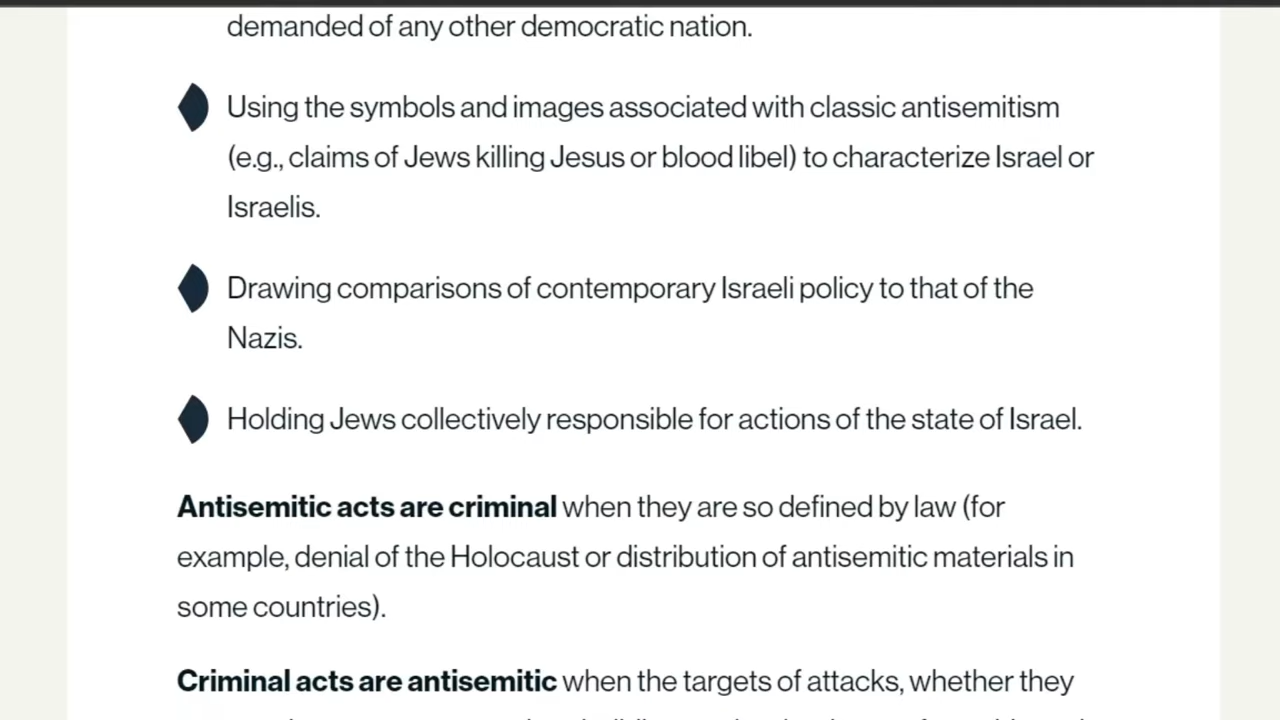 demanded of any other democratic nation.
Using the symbols and images associated with classic antisemitism
(e.g., claims of Jews killing Jesus or blood libel) to characterize Israel or
Israelis.
Drawing comparisons of contemporary Israeli policy to that of the
Nazis.
Holding Jews collectively responsible for actions of the state of Israel.
Antisemitic acts are criminal when they are so defined by law (for
example, denial of the Holocaust or distribution of antisemitic materials in
some countries).
Criminal acts are antisemitic when the targets of attacks, whether they